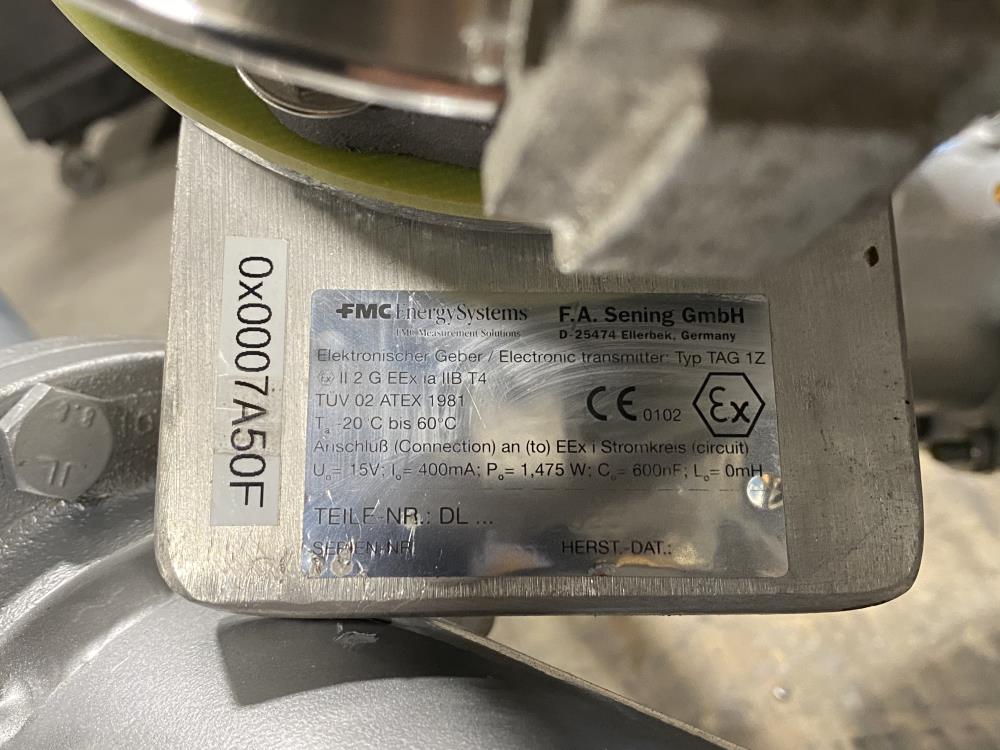 0x0007A50F
FMC EnergySystems
FMC Measurement Solutions
F.A. Sening GmbH
D-25474 Ellerbek, Germany
Elektronischer Geber / Electronic transmitter: Typ TAG 1Z
Ex II 2 G EEx ia IIB T4
TÜV 02 ATEX 1981
CE 0102 Ex
Ta -20°C bis 60°C
Anschluß (Connection) an (to) EEx i Stromkreis (circuit)
Uo= 15V; Io= 400mA; Po= 1,475 W; Co= 600nF; Lo= 0mH
TEILE-NR.: DL ...
SERIEN-NR
HERST.-DAT.: